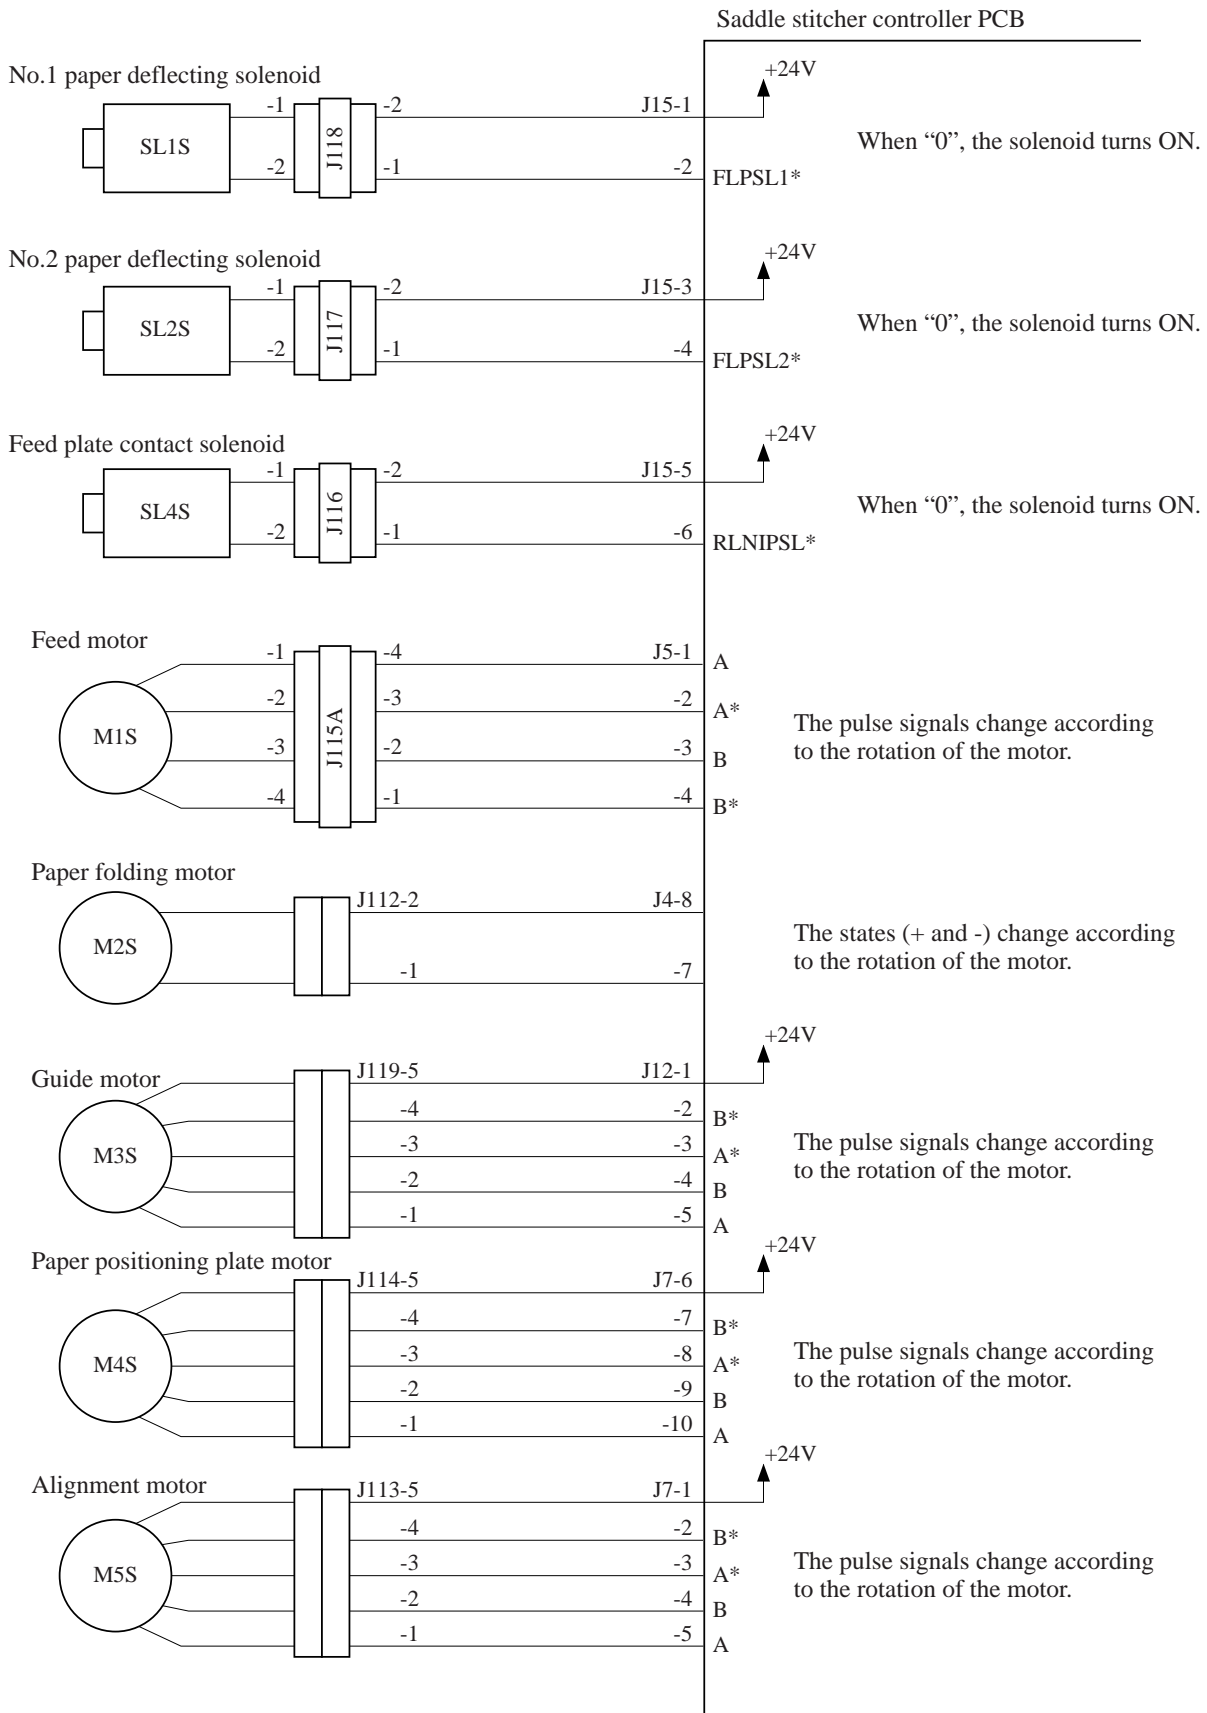 Saddle stitcher controller PCB
No.1 paper deflecting solenoid
+24V
-1 -2 J15-1
SL1S J118 When “0”, the solenoid turns ON.
-2 -1 -2 FLPSL1*
No.2 paper deflecting solenoid
+24V
-1 -2 J15-3
SL2S J117 When “0”, the solenoid turns ON.
-2 -1 -4 FLPSL2*
Feed plate contact solenoid
+24V
-1 -2 J15-5
SL4S J116 When “0”, the solenoid turns ON.
-2 -1 -6 RLNIPSL*
Feed motor
-1 -4 J5-1 A
-2 -3 -2 A*
M1S J115A The pulse signals change according
to the rotation of the motor.
-3 -2 -3 B
-4 -1 -4 B*
Paper folding motor
J112-2 J4-8
M2S The states (+ and -) change according
to the rotation of the motor.
-1 -7
+24V
Guide motor J119-5 J12-1
-4 -2 B*
M3S -3 -3 A* The pulse signals change according
to the rotation of the motor.
-2 -4 B
-1 -5 A
+24V
Paper positioning plate motor
J114-5 J7-6
-4 -7 B*
M4S -3 -8 A* The pulse signals change according
to the rotation of the motor.
-2 -9 B
-1 -10 A
+24V
Alignment motor J113-5 J7-1
-4 -2 B*
M5S -3 -3 A* The pulse signals change according
to the rotation of the motor.
-2 -4 B
-1 -5 A